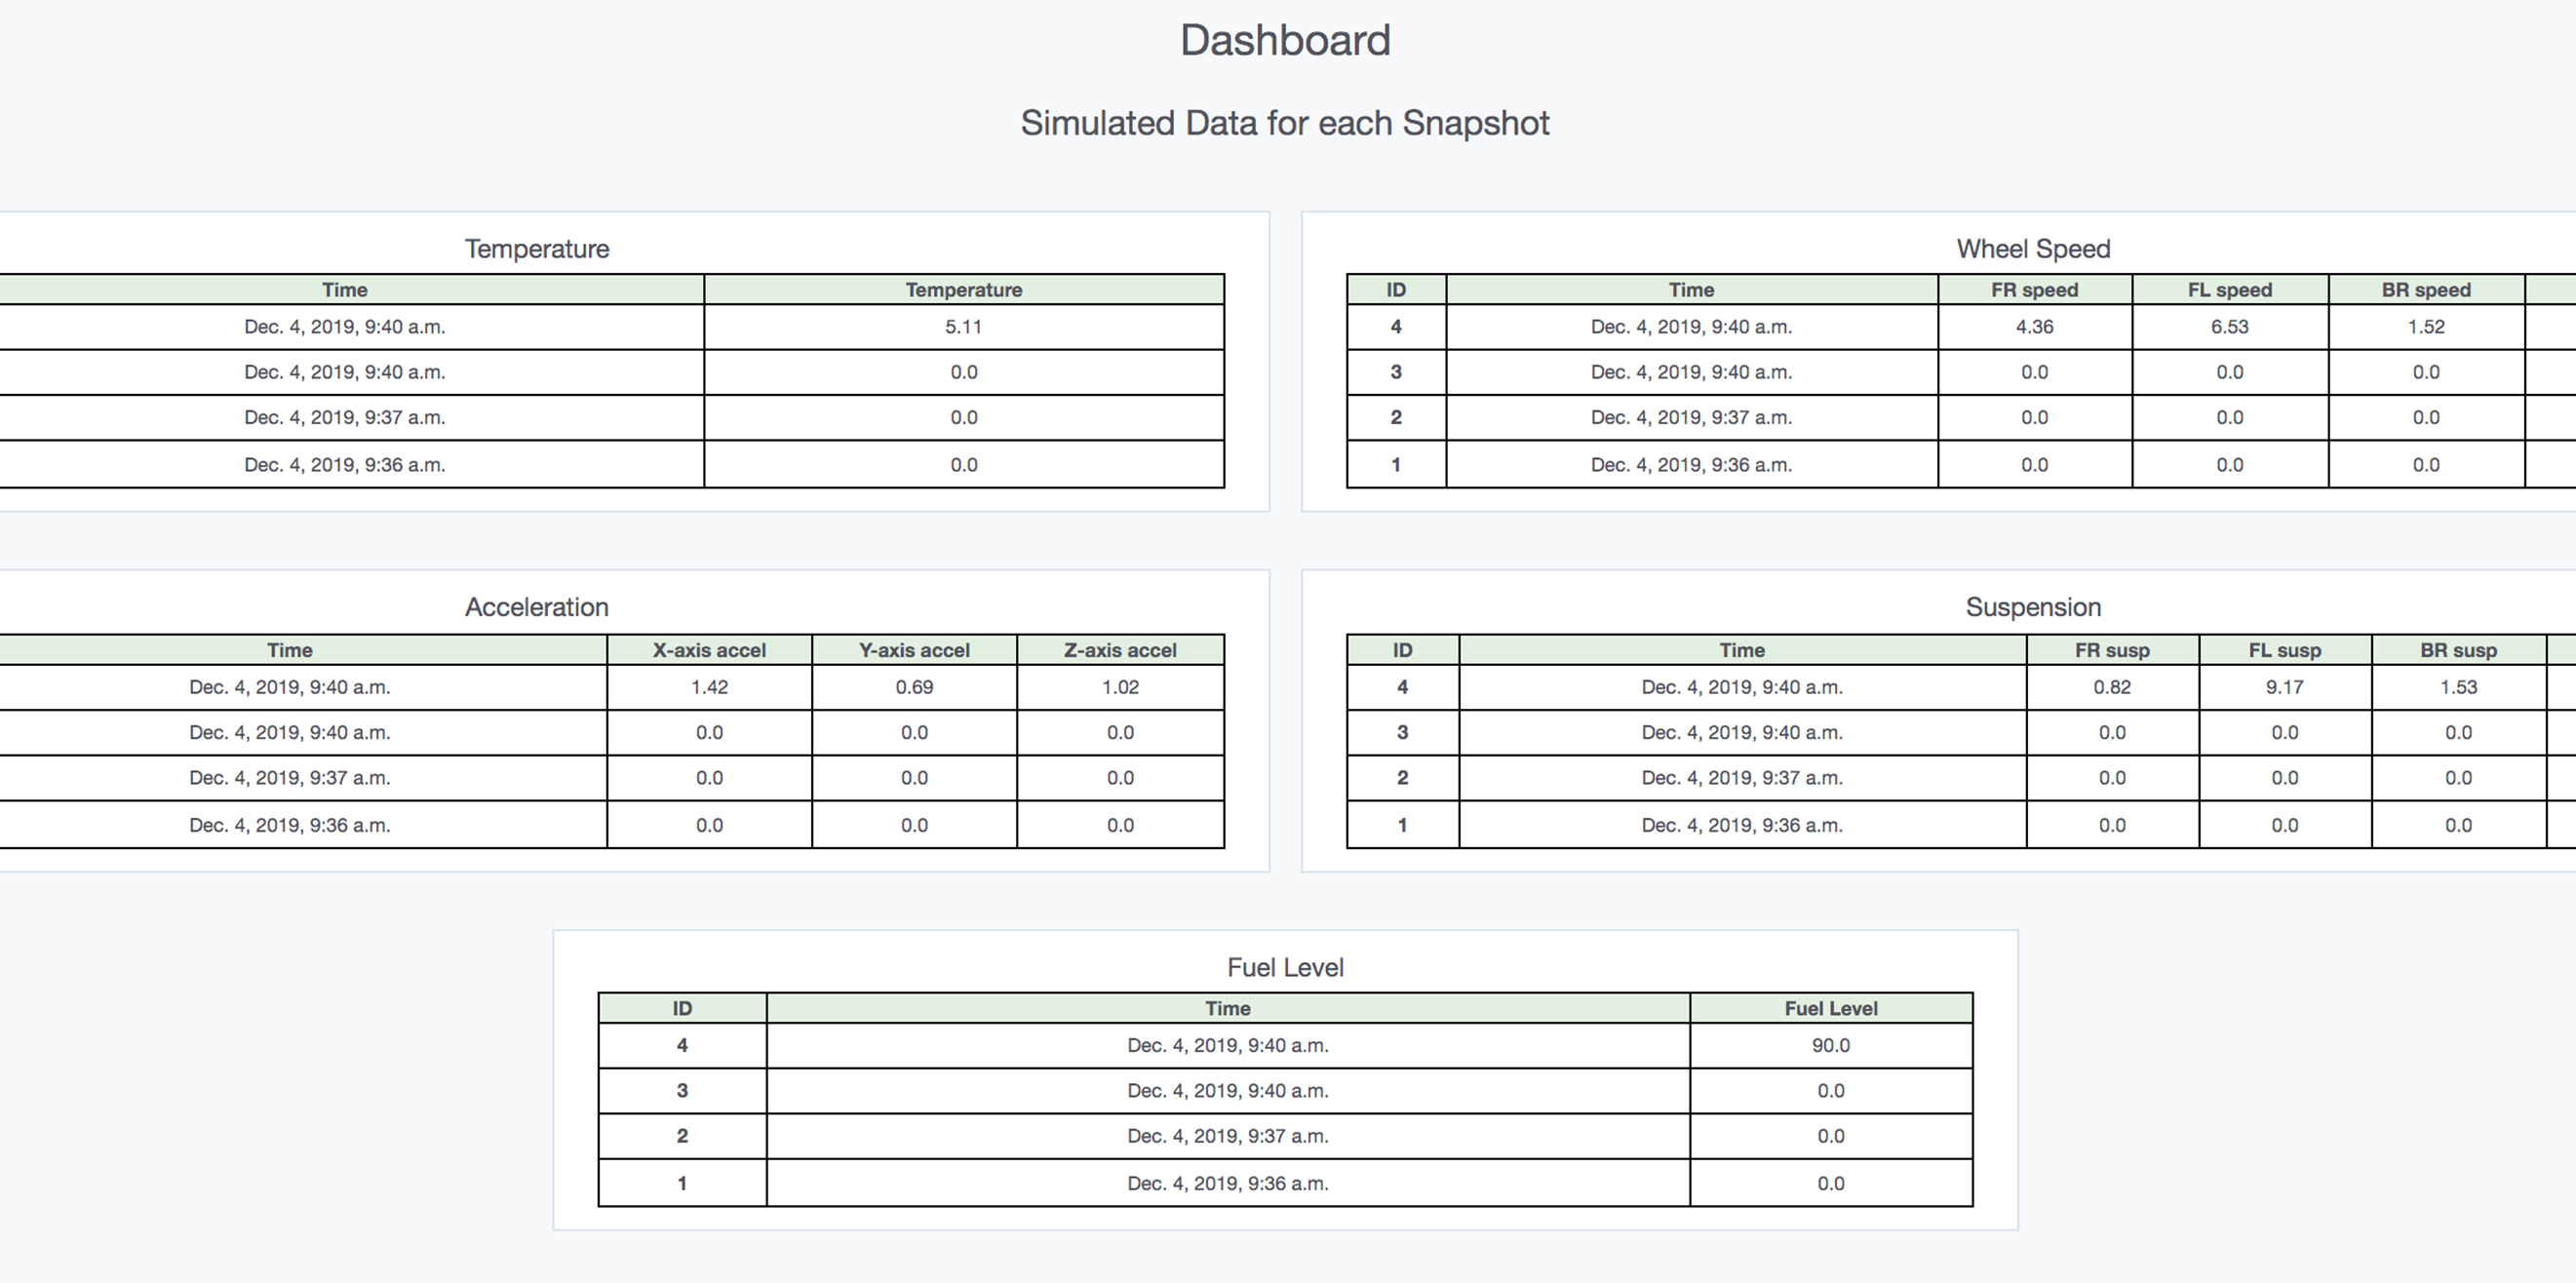 Dashboard
Simulated Data for each Snapshot
Temperature
Time Temperature
Dec. 4, 2019, 9:40 a.m. 5.11
Dec. 4, 2019, 9:40 a.m. 0.0
Dec. 4, 2019, 9:37 a.m. 0.0
Dec. 4, 2019, 9:36 a.m. 0.0
Wheel Speed
ID Time FR speed FL speed BR speed
4 Dec. 4, 2019, 9:40 a.m. 4.36 6.53 1.52
3 Dec. 4, 2019, 9:40 a.m. 0.0 0.0 0.0
2 Dec. 4, 2019, 9:37 a.m. 0.0 0.0 0.0
1 Dec. 4, 2019, 9:36 a.m. 0.0 0.0 0.0
Acceleration
Time X-axis accel Y-axis accel Z-axis accel
Dec. 4, 2019, 9:40 a.m. 1.42 0.69 1.02
Dec. 4, 2019, 9:40 a.m. 0.0 0.0 0.0
Dec. 4, 2019, 9:37 a.m. 0.0 0.0 0.0
Dec. 4, 2019, 9:36 a.m. 0.0 0.0 0.0
Suspension
ID Time FR susp FL susp BR susp
4 Dec. 4, 2019, 9:40 a.m. 0.82 9.17 1.53
3 Dec. 4, 2019, 9:40 a.m. 0.0 0.0 0.0
2 Dec. 4, 2019, 9:37 a.m. 0.0 0.0 0.0
1 Dec. 4, 2019, 9:36 a.m. 0.0 0.0 0.0
Fuel Level
ID Time Fuel Level
4 Dec. 4, 2019, 9:40 a.m. 90.0
3 Dec. 4, 2019, 9:40 a.m. 0.0
2 Dec. 4, 2019, 9:37 a.m. 0.0
1 Dec. 4, 2019, 9:36 a.m. 0.0